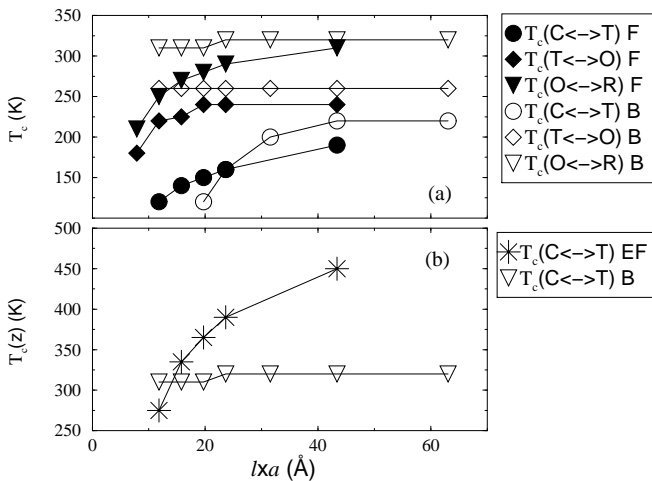 350
300
250
200
150
100
T_c (K)
(a)
T_c(C<->T) F
T_c(T<->O) F
T_c(O<->R) F
T_c(C<->T) B
T_c(T<->O) B
T_c(O<->R) B
500
450
400
350
300
250
T_c(z) (K)
(b)
T_c(C<->T) EF
T_c(C<->T) B
0 20 40 60
lxa (Å)